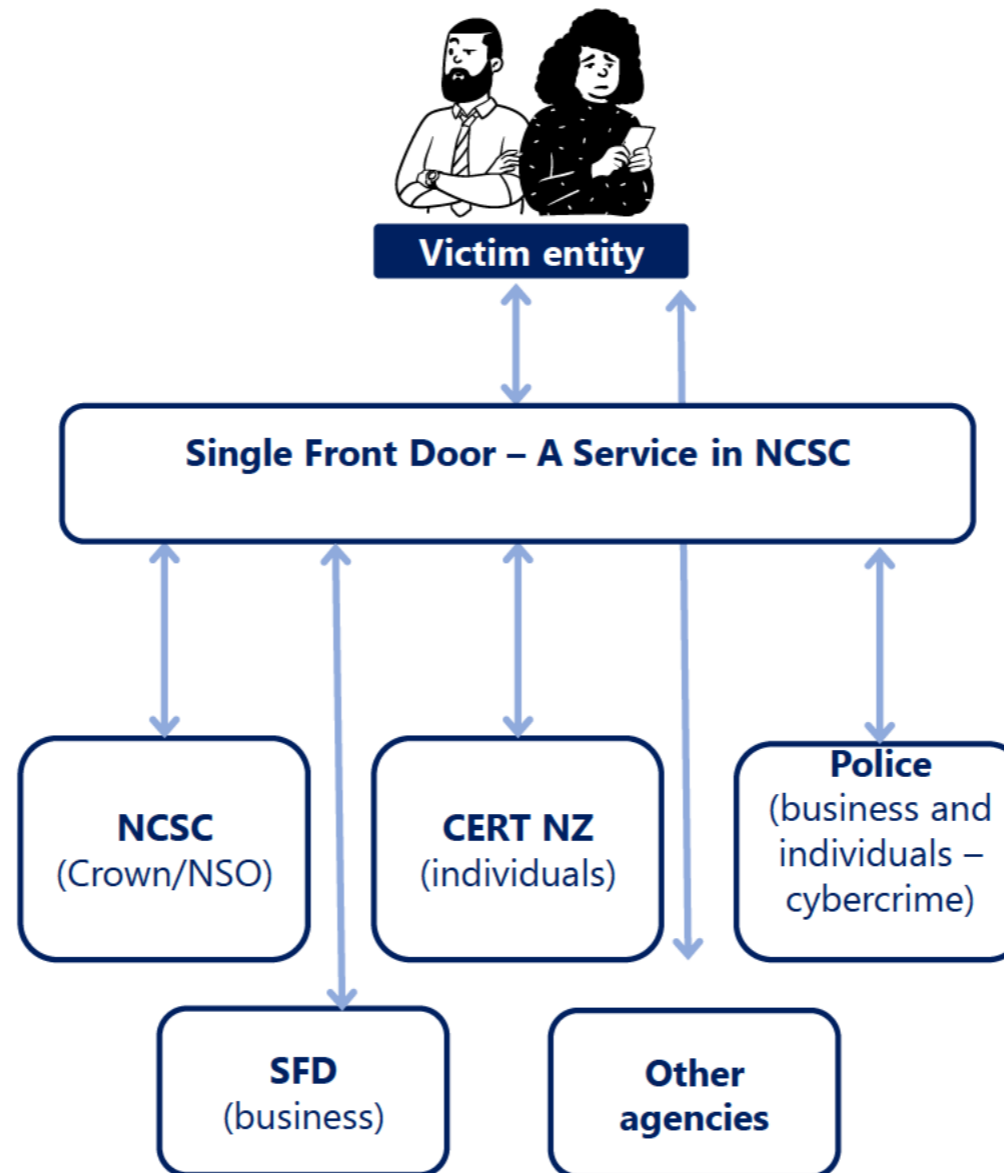 Victim entity
Single Front Door – A Service in NCSC
NCSC
(Crown/NSO)
CERT NZ
(individuals)
Police
(business and
individuals –
cybercrime)
SFD
(business)
Other
agencies